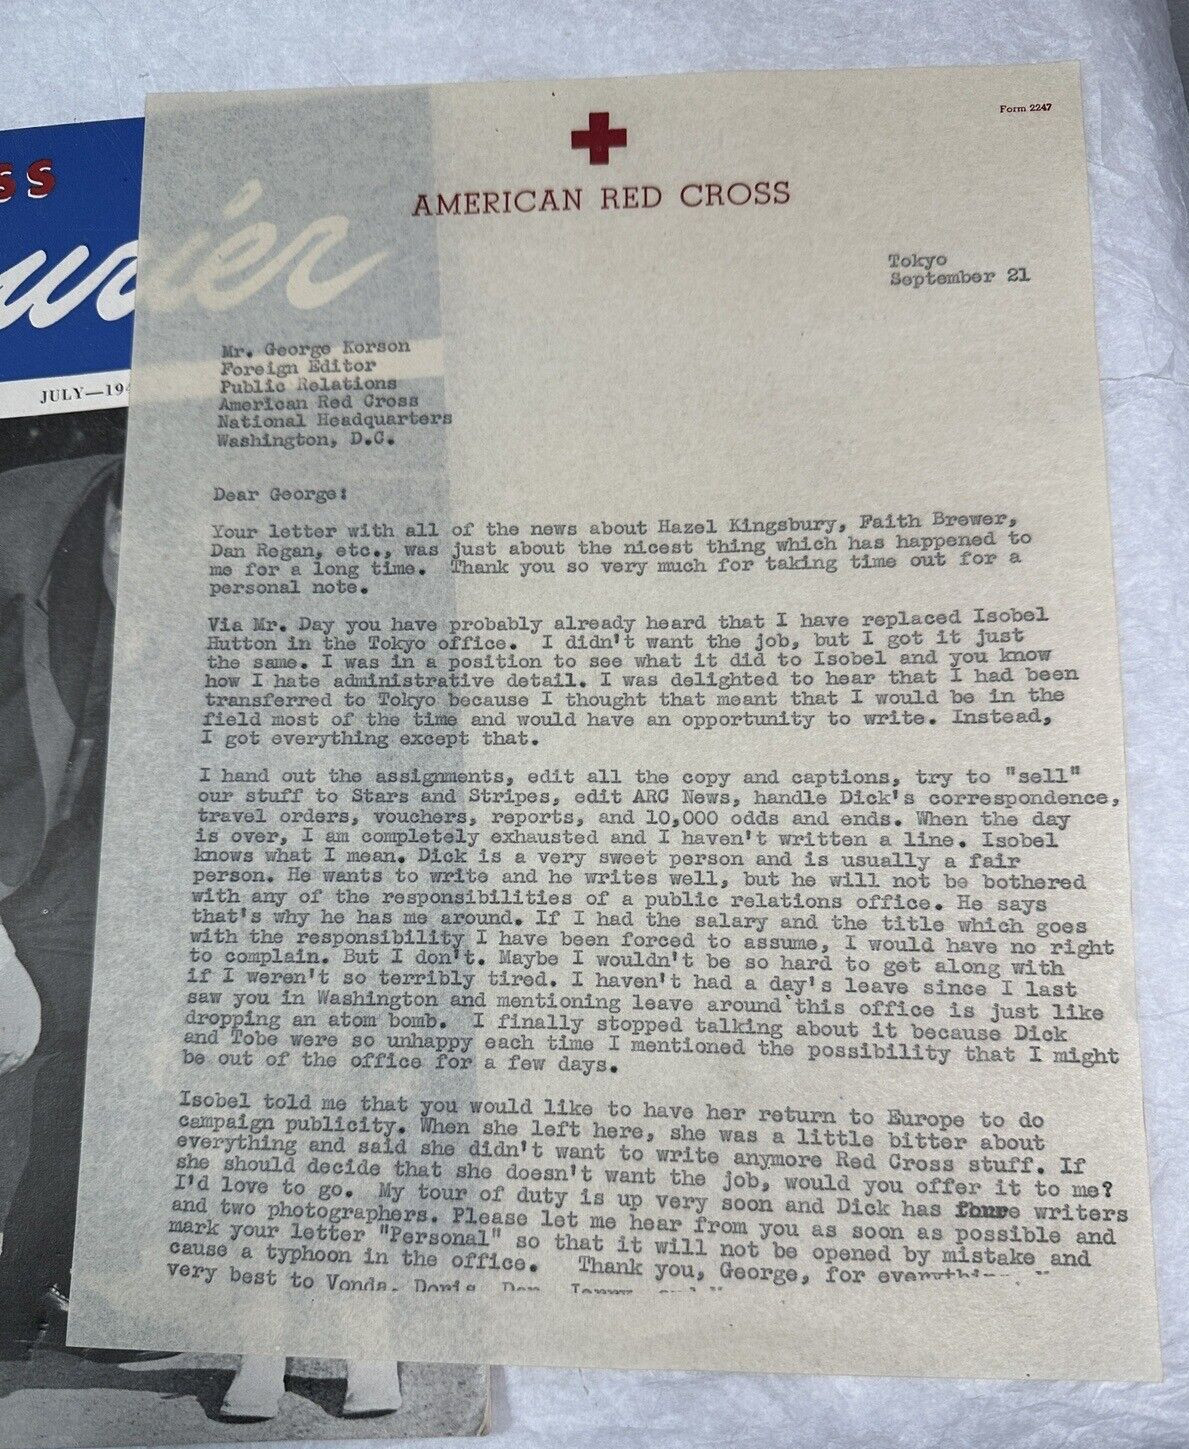 ss
urier
JULY—19
Form 2247
AMERICAN RED CROSS
Tokyo
September 21
Mr. George Korson
Foreign Editor
Public Relations
American Red Cross
National Headquarters
Washington, D.C.
Dear George:
Your letter with all of the news about Hazel Kingsbury, Faith Brewer,
Dan Regan, etc., was just about the nicest thing which has happened to
me for a long time. Thank you so very much for taking time out for a
personal note.
Via Mr. Day you have probably already heard that I have replaced Isobel
Hutton in the Tokyo office. I didn't want the job, but I got it just
the same. I was in a position to see what it did to Isobel and you know
how I hate administrative detail. I was delighted to hear that I had been
transferred to Tokyo because I thought that meant that I would be in the
field most of the time and would have an opportunity to write. Instead,
I got everything except that.
I hand out the assignments, edit all the copy and captions, try to "sell"
our stuff to Stars and Stripes, edit ARC News, handle Dick's correspondence,
travel orders, vouchers, reports, and 10,000 odds and ends. When the day
is over, I am completely exhausted and I haven't written a line. Isobel
knows what I mean. Dick is a very sweet person and is usually a fair
person. He wants to write and he writes well, but he will not be bothered
with any of the responsibilities of a public relations office. He says
that's why he has me around. If I had the salary and the title which goes
with the responsibility I have been forced to assume, I would have no right
to complain. But I don't. Maybe I wouldn't be so hard to get along with
if I weren't so terribly tired. I haven't had a day's leave since I last
saw you in Washington and mentioning leave around this office is just like
dropping an atom bomb. I finally stopped talking about it because Dick
and Tobe were so unhappy each time I mentioned the possibility that I might
be out of the office for a few days.
Isobel told me that you would like to have her return to Europe to do
campaign publicity. When she left here, she was a little bitter about
everything and said she didn't want to write anymore Red Cross stuff. If
she should decide that she doesn't want the job, would you offer it to me?
I'd love to go. My tour of duty is up very soon and Dick has writers
and two photographers. Please let me hear from you as soon as possible and
mark your letter "Personal" so that it will not be opened by mistake and
cause a typhoon in the office. Thank you, George, for
very best to Vonda, Doris,